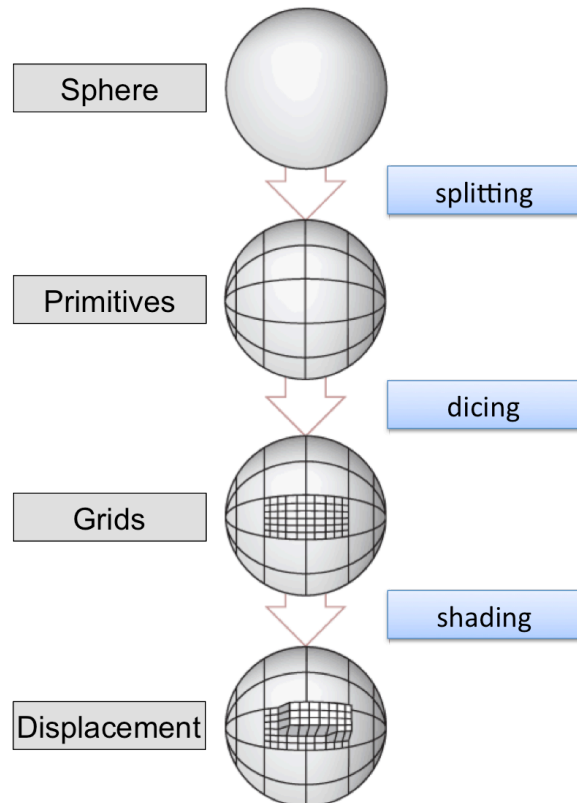 Sphere
splitting
Primitives
dicing
Grids
shading
Displacement